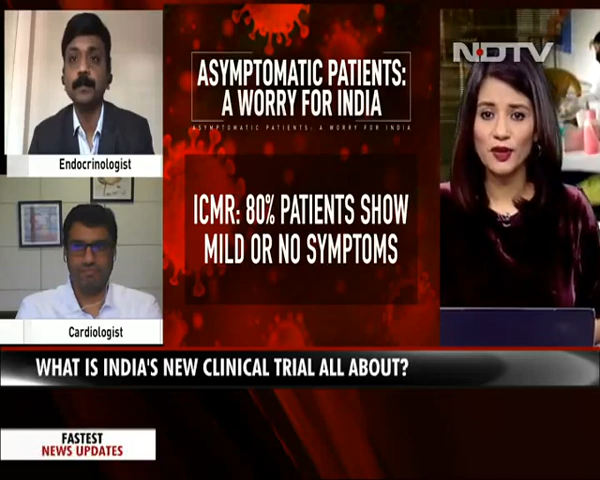 NDTV
ASYMPTOMATIC PATIENTS:
A WORRY FOR INDIA
ASYMPTOMATIC PATIENTS: A WORRY FOR INDIA
Endocrinologist
ICMR: 80% PATIENTS SHOW
MILD OR NO SYMPTOMS
Cardiologist
WHAT IS INDIA'S NEW CLINICAL TRIAL ALL ABOUT?
FASTEST
NEWS UPDATES